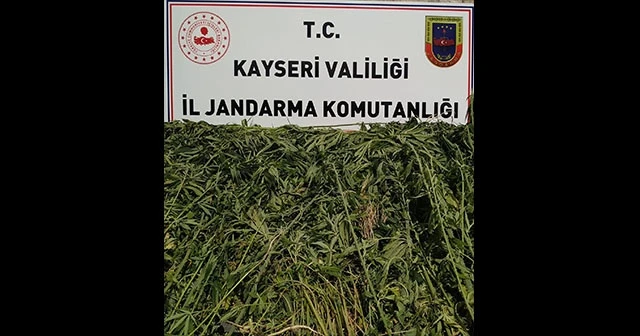 T.C.
KAYSERİ VALİLİĞİ
İL JANDARMA KOMUTANLIĞI